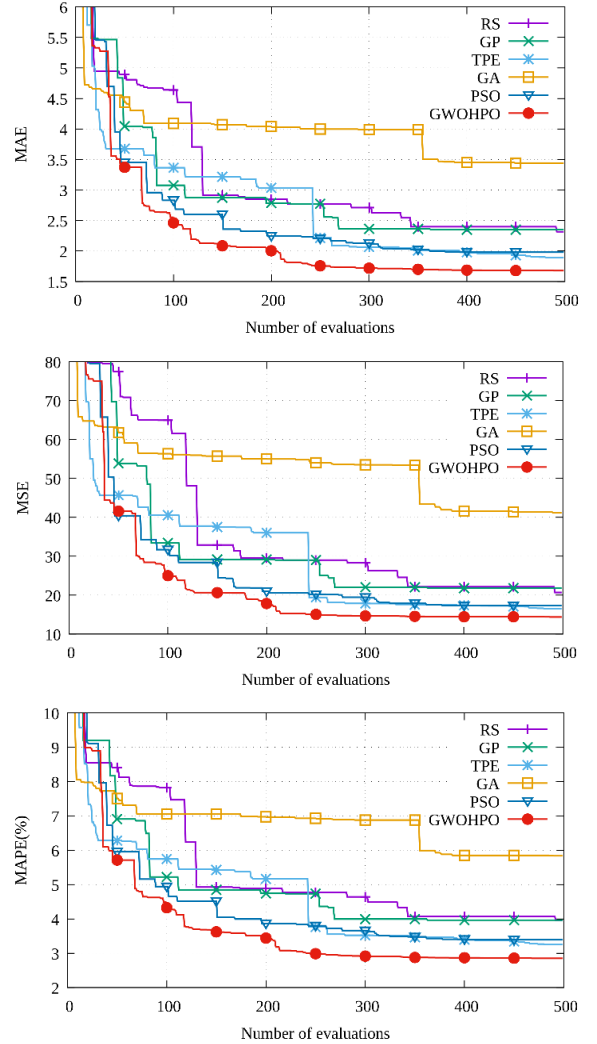 6
5.5
5
4.5
4
3.5
3
2.5
2
1.5
MAE
RS
GP
TPE
GA
PSO
GWOHPO
0 100 200 300 400 500
Number of evaluations
80
70
60
50
40
30
20
10
MSE
RS
GP
TPE
GA
PSO
GWOHPO
0 100 200 300 400 500
Number of evaluations
10
9
8
7
6
5
4
3
2
MAPE(%)
RS
GP
TPE
GA
PSO
GWOHPO
0 100 200 300 400 500
Number of evaluations